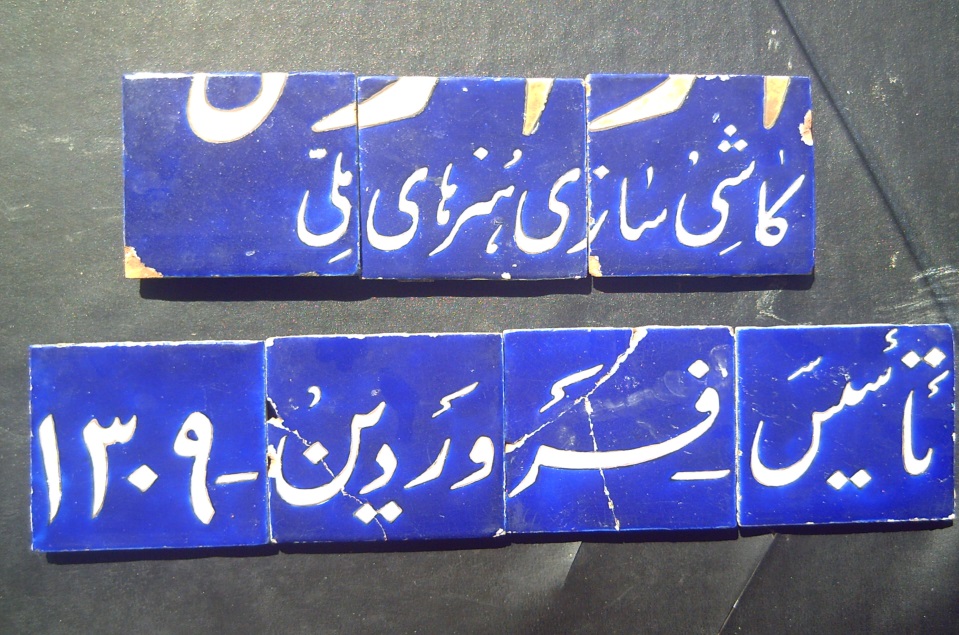 کاشی سازی هنرهای ملی
تأسیس فروردین ۱۳۰۹